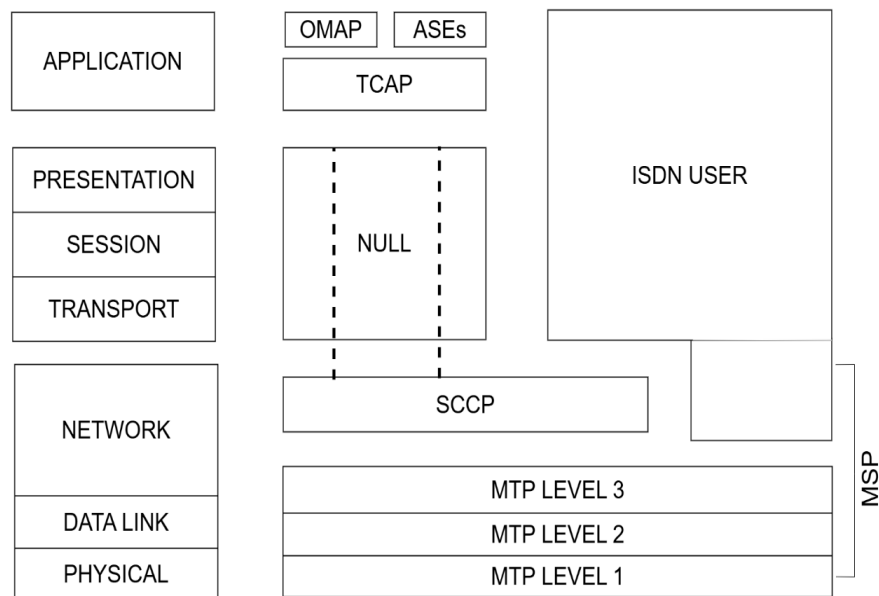 APPLICATION
OMAP
ASEs
TCAP
ISDN USER
PRESENTATION
SESSION
TRANSPORT
NULL
NETWORK
DATA LINK
PHYSICAL
SCCP
MTP LEVEL 3
MTP LEVEL 2
MTP LEVEL 1
MSP